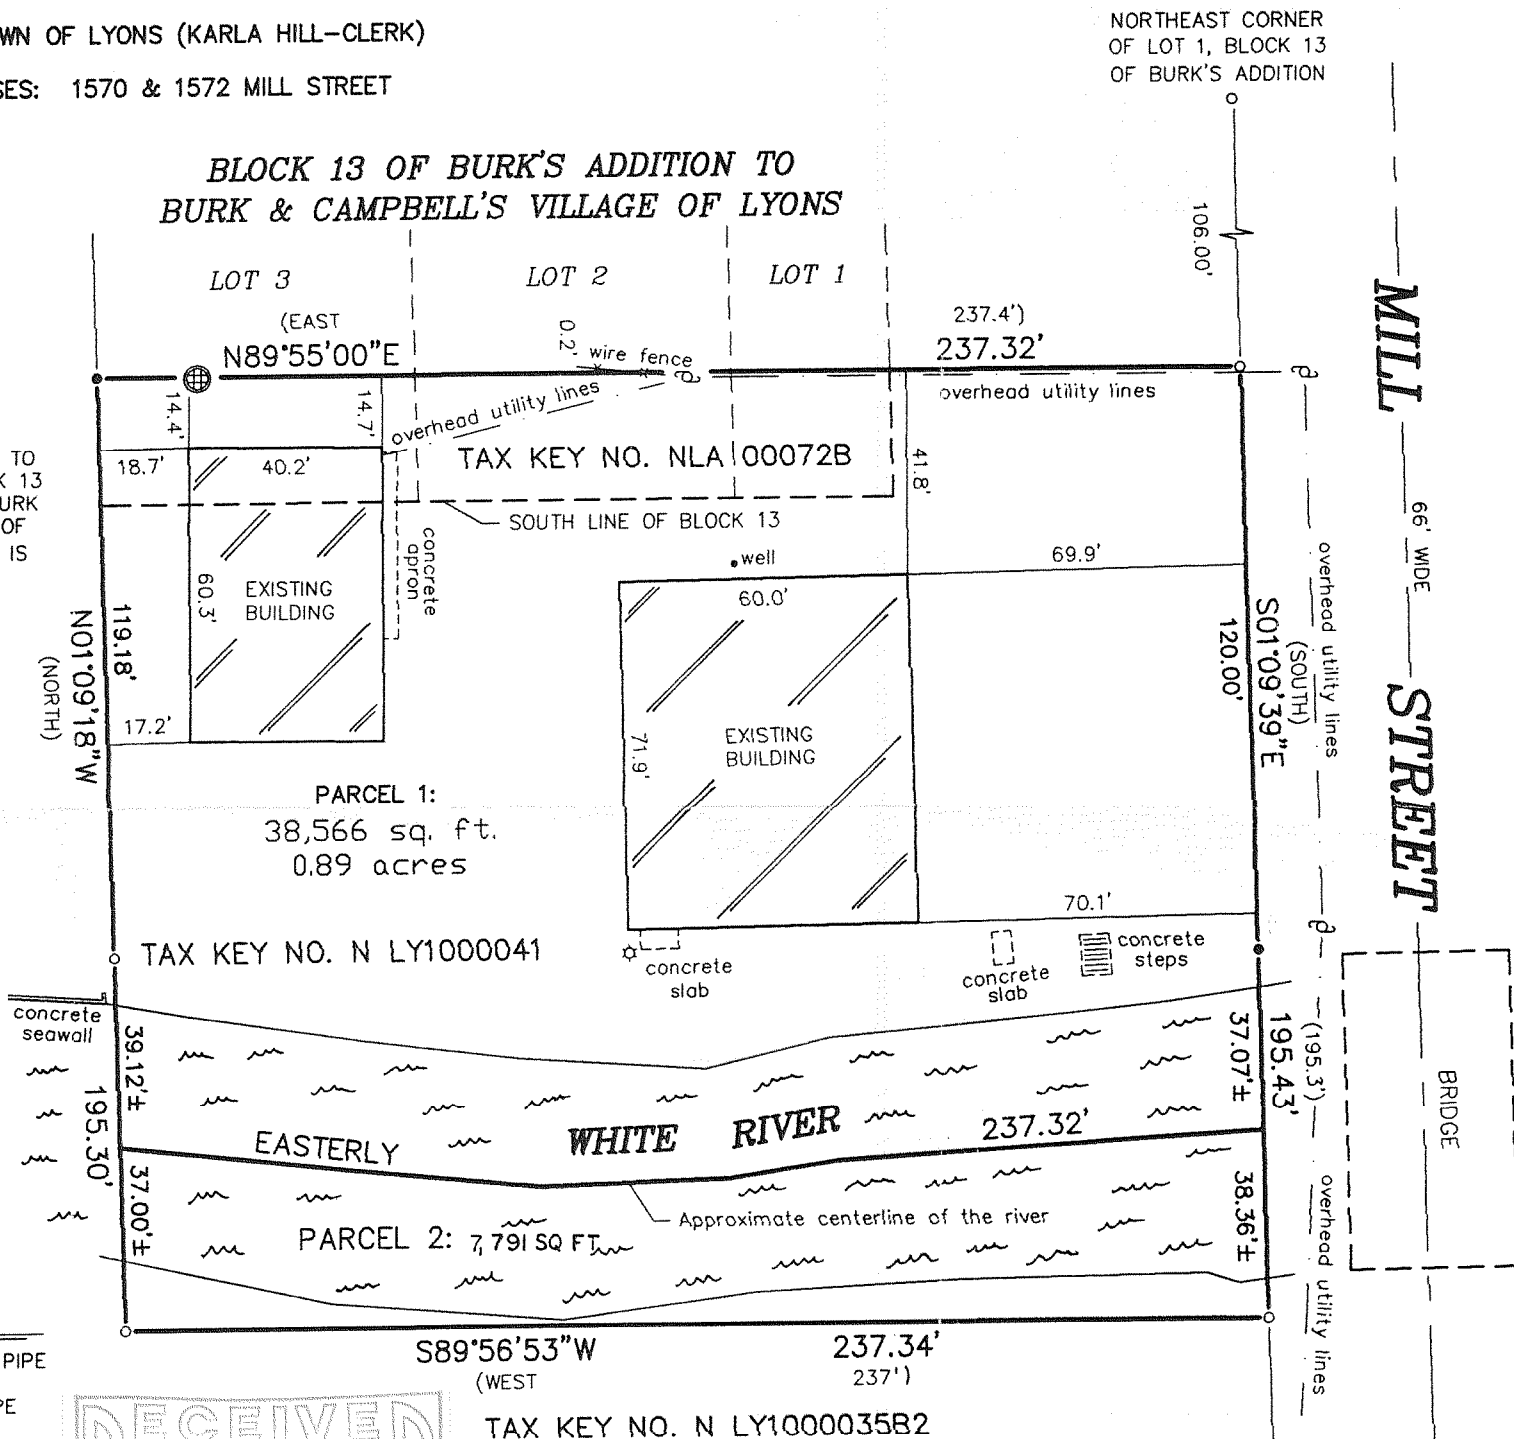 WN OF LYONS (KARLA HILL-CLERK)
SES: 1570 & 1572 MILL STREET
NORTHEAST CORNER
OF LOT 1, BLOCK 13
OF BURK'S ADDITION
BLOCK 13 OF BURK'S ADDITION TO
BURK & CAMPBELL'S VILLAGE OF LYONS
106.00'
LOT 3
LOT 2
LOT 1
(EAST
237.4')
N89°55'00"E
0.2'
wire fence
237.32'
overhead utility lines
overhead utility lines
14.4'
14.7'
18.7'
40.2'
TAX KEY NO. NLA 00072B
41.8'
TO
K 13
URK
OF
IS
SOUTH LINE OF BLOCK 13
concrete
apron
well
69.9'
60.0'
60.3'
EXISTING
BUILDING
119.18'
N01°09'18"W
(NORTH)
17.2'
71.9'
EXISTING
BUILDING
120.00'
S01°09'39"E
(SOUTH)
overhead utility lines
MILL STREET
66' WIDE
PARCEL 1:
38,566 sq. ft.
0.89 acres
70.1'
TAX KEY NO. N LY1000041
concrete
slab
concrete
slab
concrete
steps
concrete
seawall
39.12'±
195.30'
37.00'±
37.07'±
195.43'
(195.3')
38.36'±
BRIDGE
EASTERLY
WHITE RIVER
237.32'
Approximate centerline of the river
PARCEL 2: 7,791 SQ FT
overhead utility lines
S89°56'53"W
237.34'
(WEST
237')
PIPE
PE
RECEIVED
TAX KEY NO. N LY1000035B2